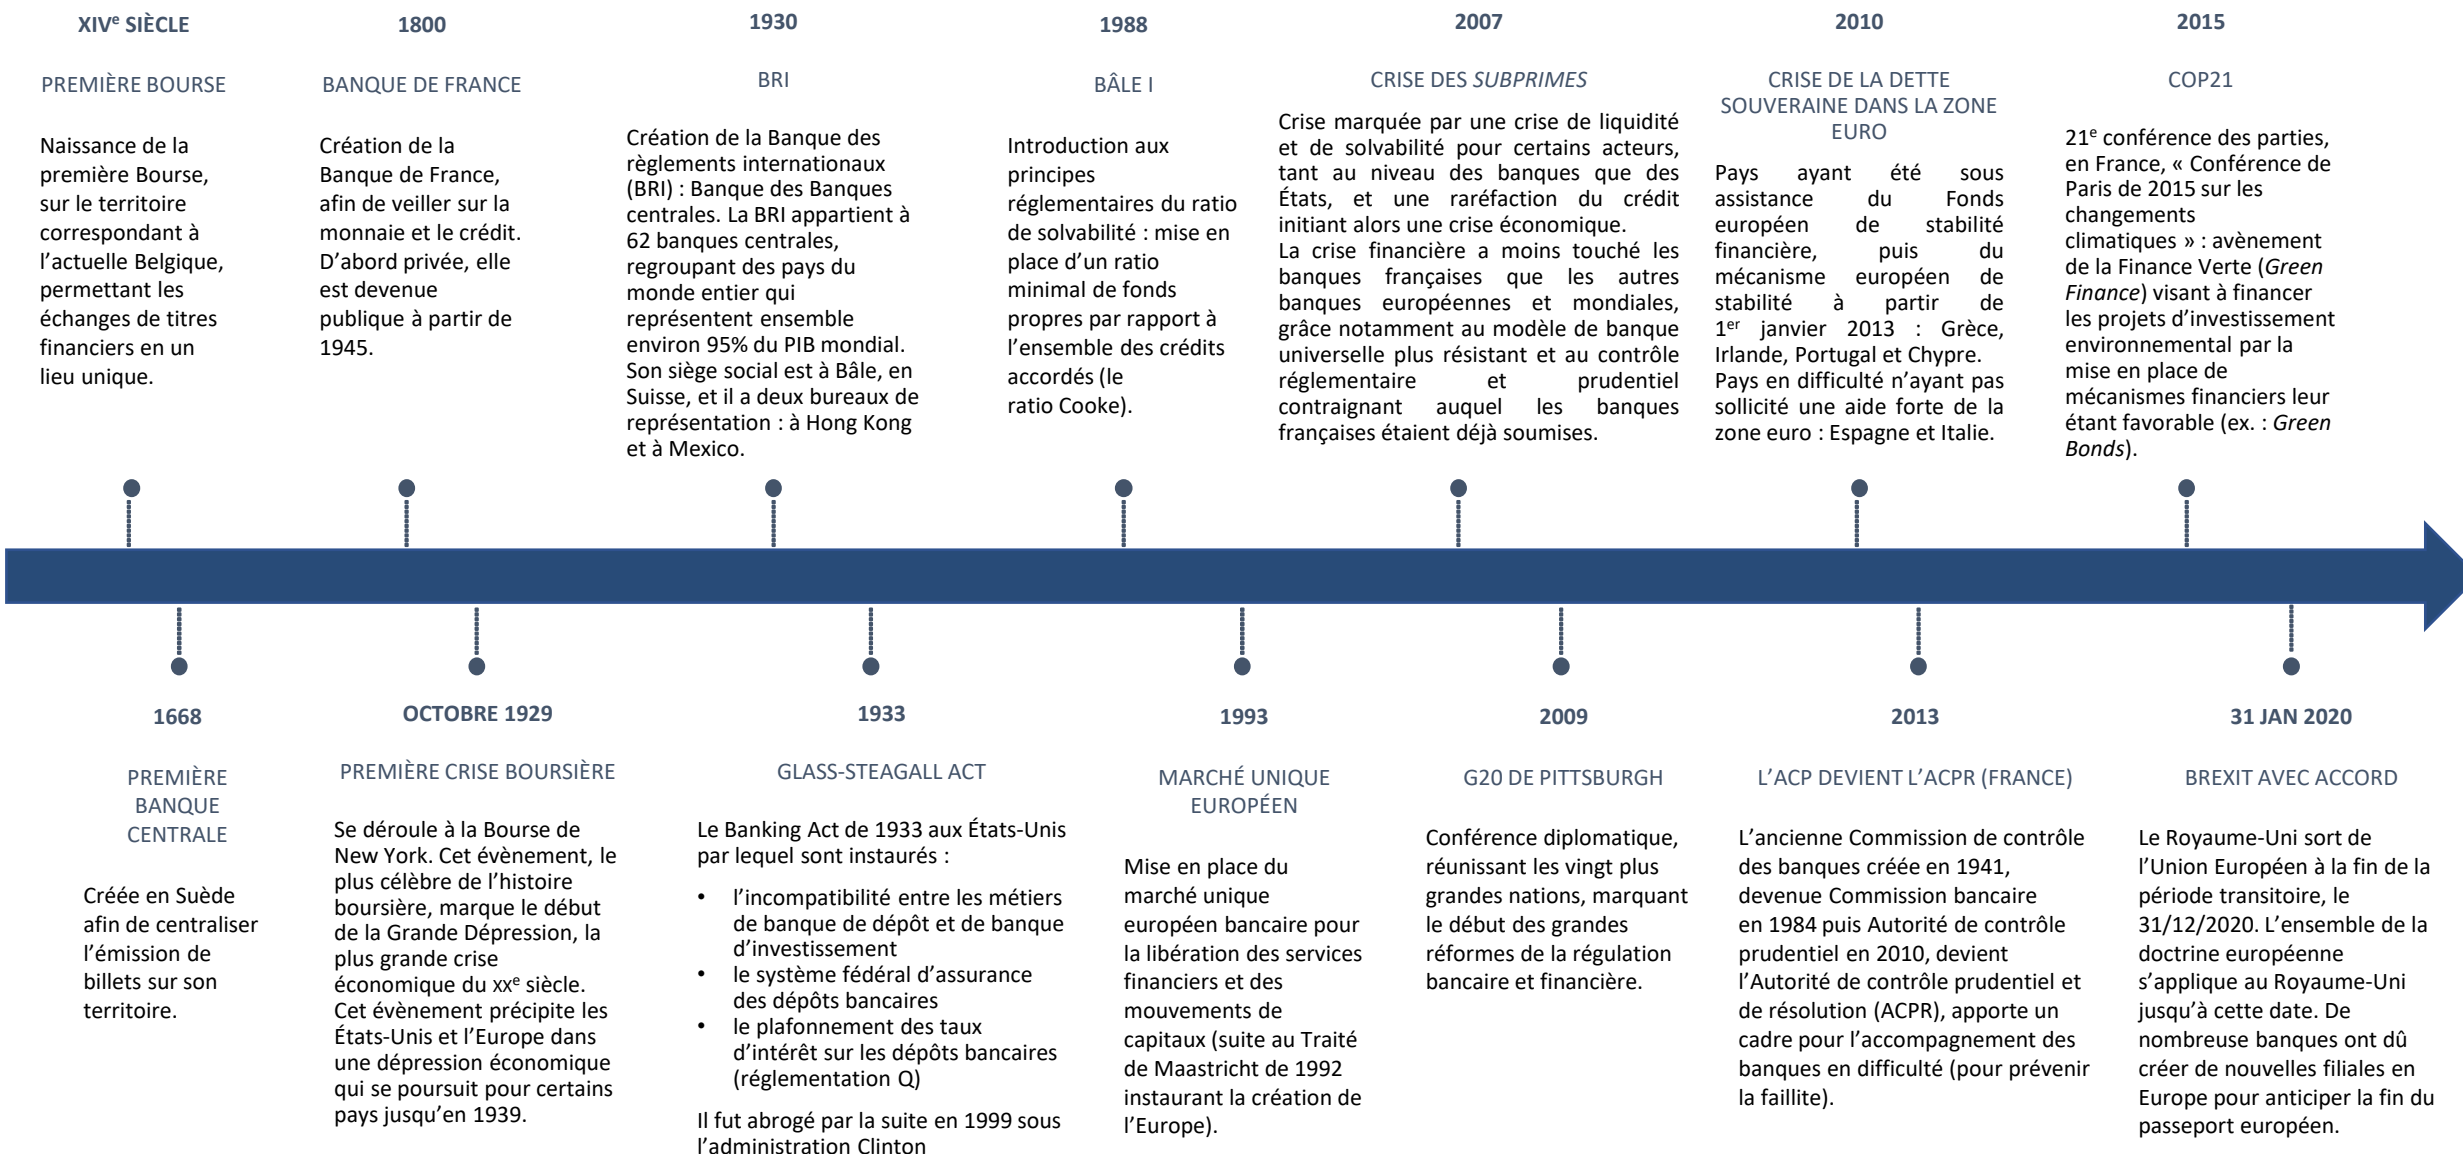 XIVe SIÈCLE
PREMIÈRE BOURSE
Naissance de la
première Bourse,
sur le territoire
correspondant à
l’actuelle Belgique,
permettant les
échanges de titres
financiers en un
lieu unique.
1800
BANQUE DE FRANCE
Création de la
Banque de France,
afin de veiller sur la
monnaie et le crédit.
D’abord privée, elle
est devenue
publique à partir de
1945.
1930
BRI
Création de la Banque des
règlements internationaux
(BRI) : Banque des Banques
centrales. La BRI appartient à
62 banques centrales,
regroupant des pays du
monde entier qui
représentent ensemble
environ 95% du PIB mondial.
Son siège social est à Bâle, en
Suisse, et il a deux bureaux de
représentation : à Hong Kong
et à Mexico.
1988
BÂLE I
Introduction aux
principes
réglementaires du ratio
de solvabilité : mise en
place d’un ratio
minimal de fonds
propres par rapport à
l’ensemble des crédits
accordés (le
ratio Cooke).
2007
CRISE DES SUBPRIMES
Crise marquée par une crise de liquidité
et de solvabilité pour certains acteurs,
tant au niveau des banques que des
États, et une raréfaction du crédit
initiant alors une crise économique.
La crise financière a moins touché les
banques françaises que les autres
banques européennes et mondiales,
grâce notamment au modèle de banque
universelle plus résistant et au contrôle
réglementaire et prudentiel
contraignant auquel les banques
françaises étaient déjà soumises.
2010
CRISE DE LA DETTE
SOUVERAINE DANS LA ZONE
EURO
Pays ayant été sous
assistance du Fonds
européen de stabilité
financière, puis du
mécanisme européen de
stabilité à partir de
1er janvier 2013 : Grèce,
Irlande, Portugal et Chypre.
Pays en difficulté n’ayant pas
sollicité une aide forte de la
zone euro : Espagne et Italie.
2015
COP21
21e conférence des parties,
en France, « Conférence de
Paris de 2015 sur les
changements
climatiques » : avènement
de la Finance Verte (Green
Finance) visant à financer
les projets d’investissement
environnemental par la
mise en place de
mécanismes financiers leur
étant favorable (ex. : Green
Bonds).
1668
PREMIÈRE
BANQUE
CENTRALE
Créée en Suède
afin de centraliser
l’émission de
billets sur son
territoire.
OCTOBRE 1929
PREMIÈRE CRISE BOURSIÈRE
Se déroule à la Bourse de
New York. Cet évènement, le
plus célèbre de l’histoire
boursière, marque le début
de la Grande Dépression, la
plus grande crise
économique du XXe siècle.
Cet évènement précipite les
États-Unis et l’Europe dans
une dépression économique
qui se poursuit pour certains
pays jusqu’en 1939.
1933
GLASS-STEAGALL ACT
Le Banking Act de 1933 aux États-Unis
par lequel sont instaurés :
• l’incompatibilité entre les métiers
de banque de dépôt et de banque
d’investissement
• le système fédéral d’assurance
des dépôts bancaires
• le plafonnement des taux
d’intérêt sur les dépôts bancaires
(réglementation Q)
Il fut abrogé par la suite en 1999 sous
l’administration Clinton
1993
MARCHÉ UNIQUE
EUROPÉEN
Mise en place du
marché unique
européen bancaire pour
la libération des services
financiers et des
mouvements de
capitaux (suite au Traité
de Maastricht de 1992
instaurant la création de
l’Europe).
2009
G20 DE PITTSBURGH
Conférence diplomatique,
réunissant les vingt plus
grandes nations, marquant
le début des grandes
réformes de la régulation
bancaire et financière.
2013
L’ACP DEVIENT L’ACPR (FRANCE)
L’ancienne Commission de contrôle
des banques créée en 1941,
devenue Commission bancaire
en 1984 puis Autorité de contrôle
prudentiel en 2010, devient
l’Autorité de contrôle prudentiel et
de résolution (ACPR), apporte un
cadre pour l’accompagnement des
banques en difficulté (pour prévenir
la faillite).
31 JAN 2020
BREXIT AVEC ACCORD
Le Royaume-Uni sort de
l’Union Européen à la fin de la
période transitoire, le
31/12/2020. L’ensemble de la
doctrine européenne
s’applique au Royaume-Uni
jusqu’à cette date. De
nombreuse banques ont dû
créer de nouvelles filiales en
Europe pour anticiper la fin du
passeport européen.